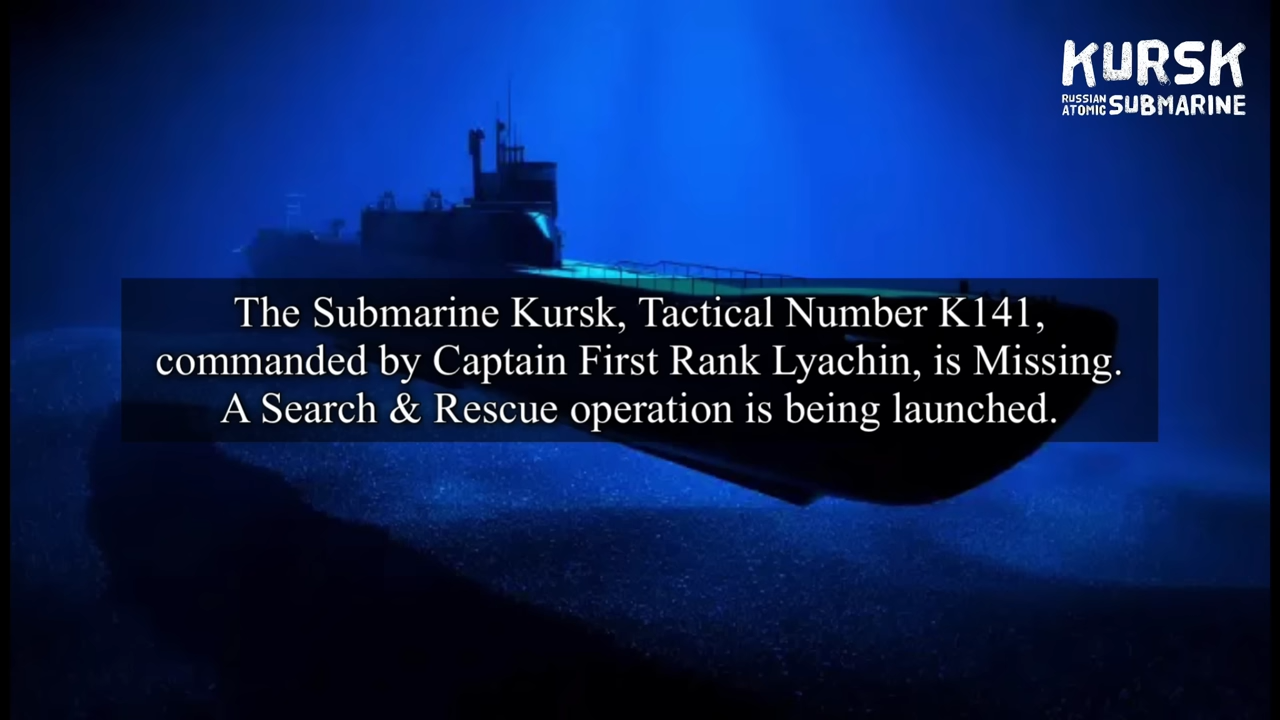 KURSK
RUSSIAN ATOMIC SUBMARINE
The Submarine Kursk, Tactical Number K141,
commanded by Captain First Rank Lyachin, is Missing.
A Search & Rescue operation is being launched.